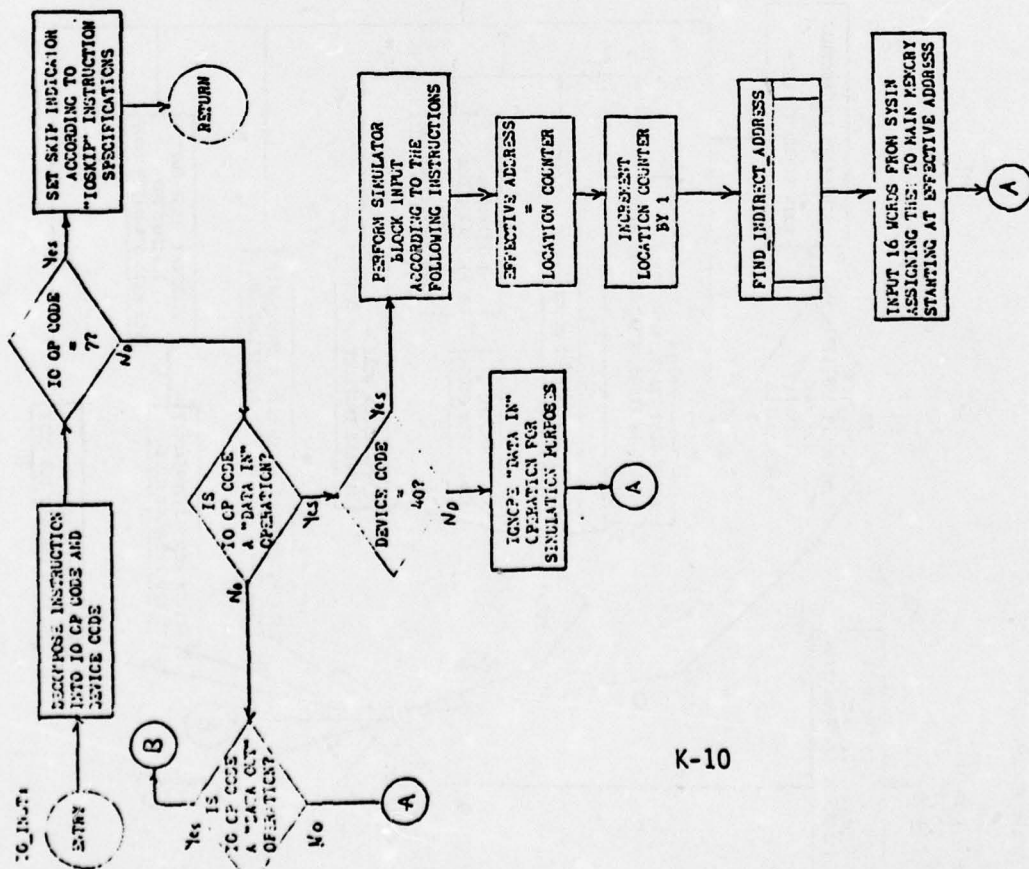 IO_INST:
ENTRY
DECOMPOSE INSTRUCTION
INTO IO OP CODE AND
DEVICE CODE
IO OP CODE
=
7?
Yes
No
SET SKIP INDICATOR
ACCORDING TO
"IOSKIP" INSTRUCTION
SPECIFICATIONS
RETURN
IS
IO OP CODE
A "DATA IN"
OPERATION?
No
Yes
IS
IO OP CODE
A "DATA OUT"
OPERATION?
Yes
No
B
A
DEVICE CODE
=
40?
Yes
No
IGNORE "DATA IN"
OPERATION FOR
SIMULATION PURPOSES
A
PERFORM SIMULATOR
BLOCK INPUT
ACCORDING TO THE
FOLLOWING INSTRUCTIONS
EFFECTIVE ADDRESS
=
LOCATION COUNTER
INCREMENT
LOCATION COUNTER
BY 1
FIND_INDIRECT_ADDRESS
INPUT 16 WORDS FROM SYSIN
ASSIGNING THEM TO MAIN MEMORY
STARTING AT EFFECTIVE ADDRESS
A
K-10